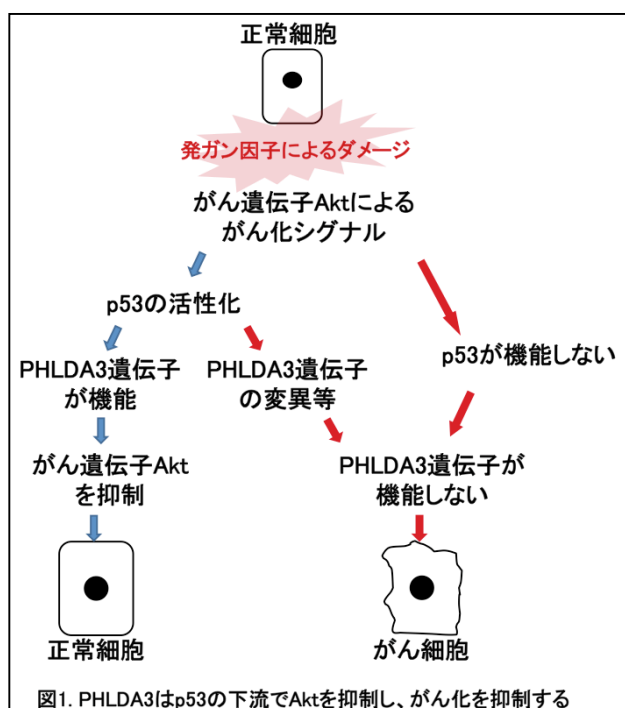 正常細胞
発ガン因子によるダメージ
がん遺伝子Aktによる
がん化シグナル
p53の活性化
p53が機能しない
PHLDA3遺伝子
が機能
PHLDA3遺伝子
の変異等
がん遺伝子Akt
を抑制
PHLDA3遺伝子が
機能しない
正常細胞
がん細胞
図1. PHLDA3はp53の下流でAktを抑制し、がん化を抑制する